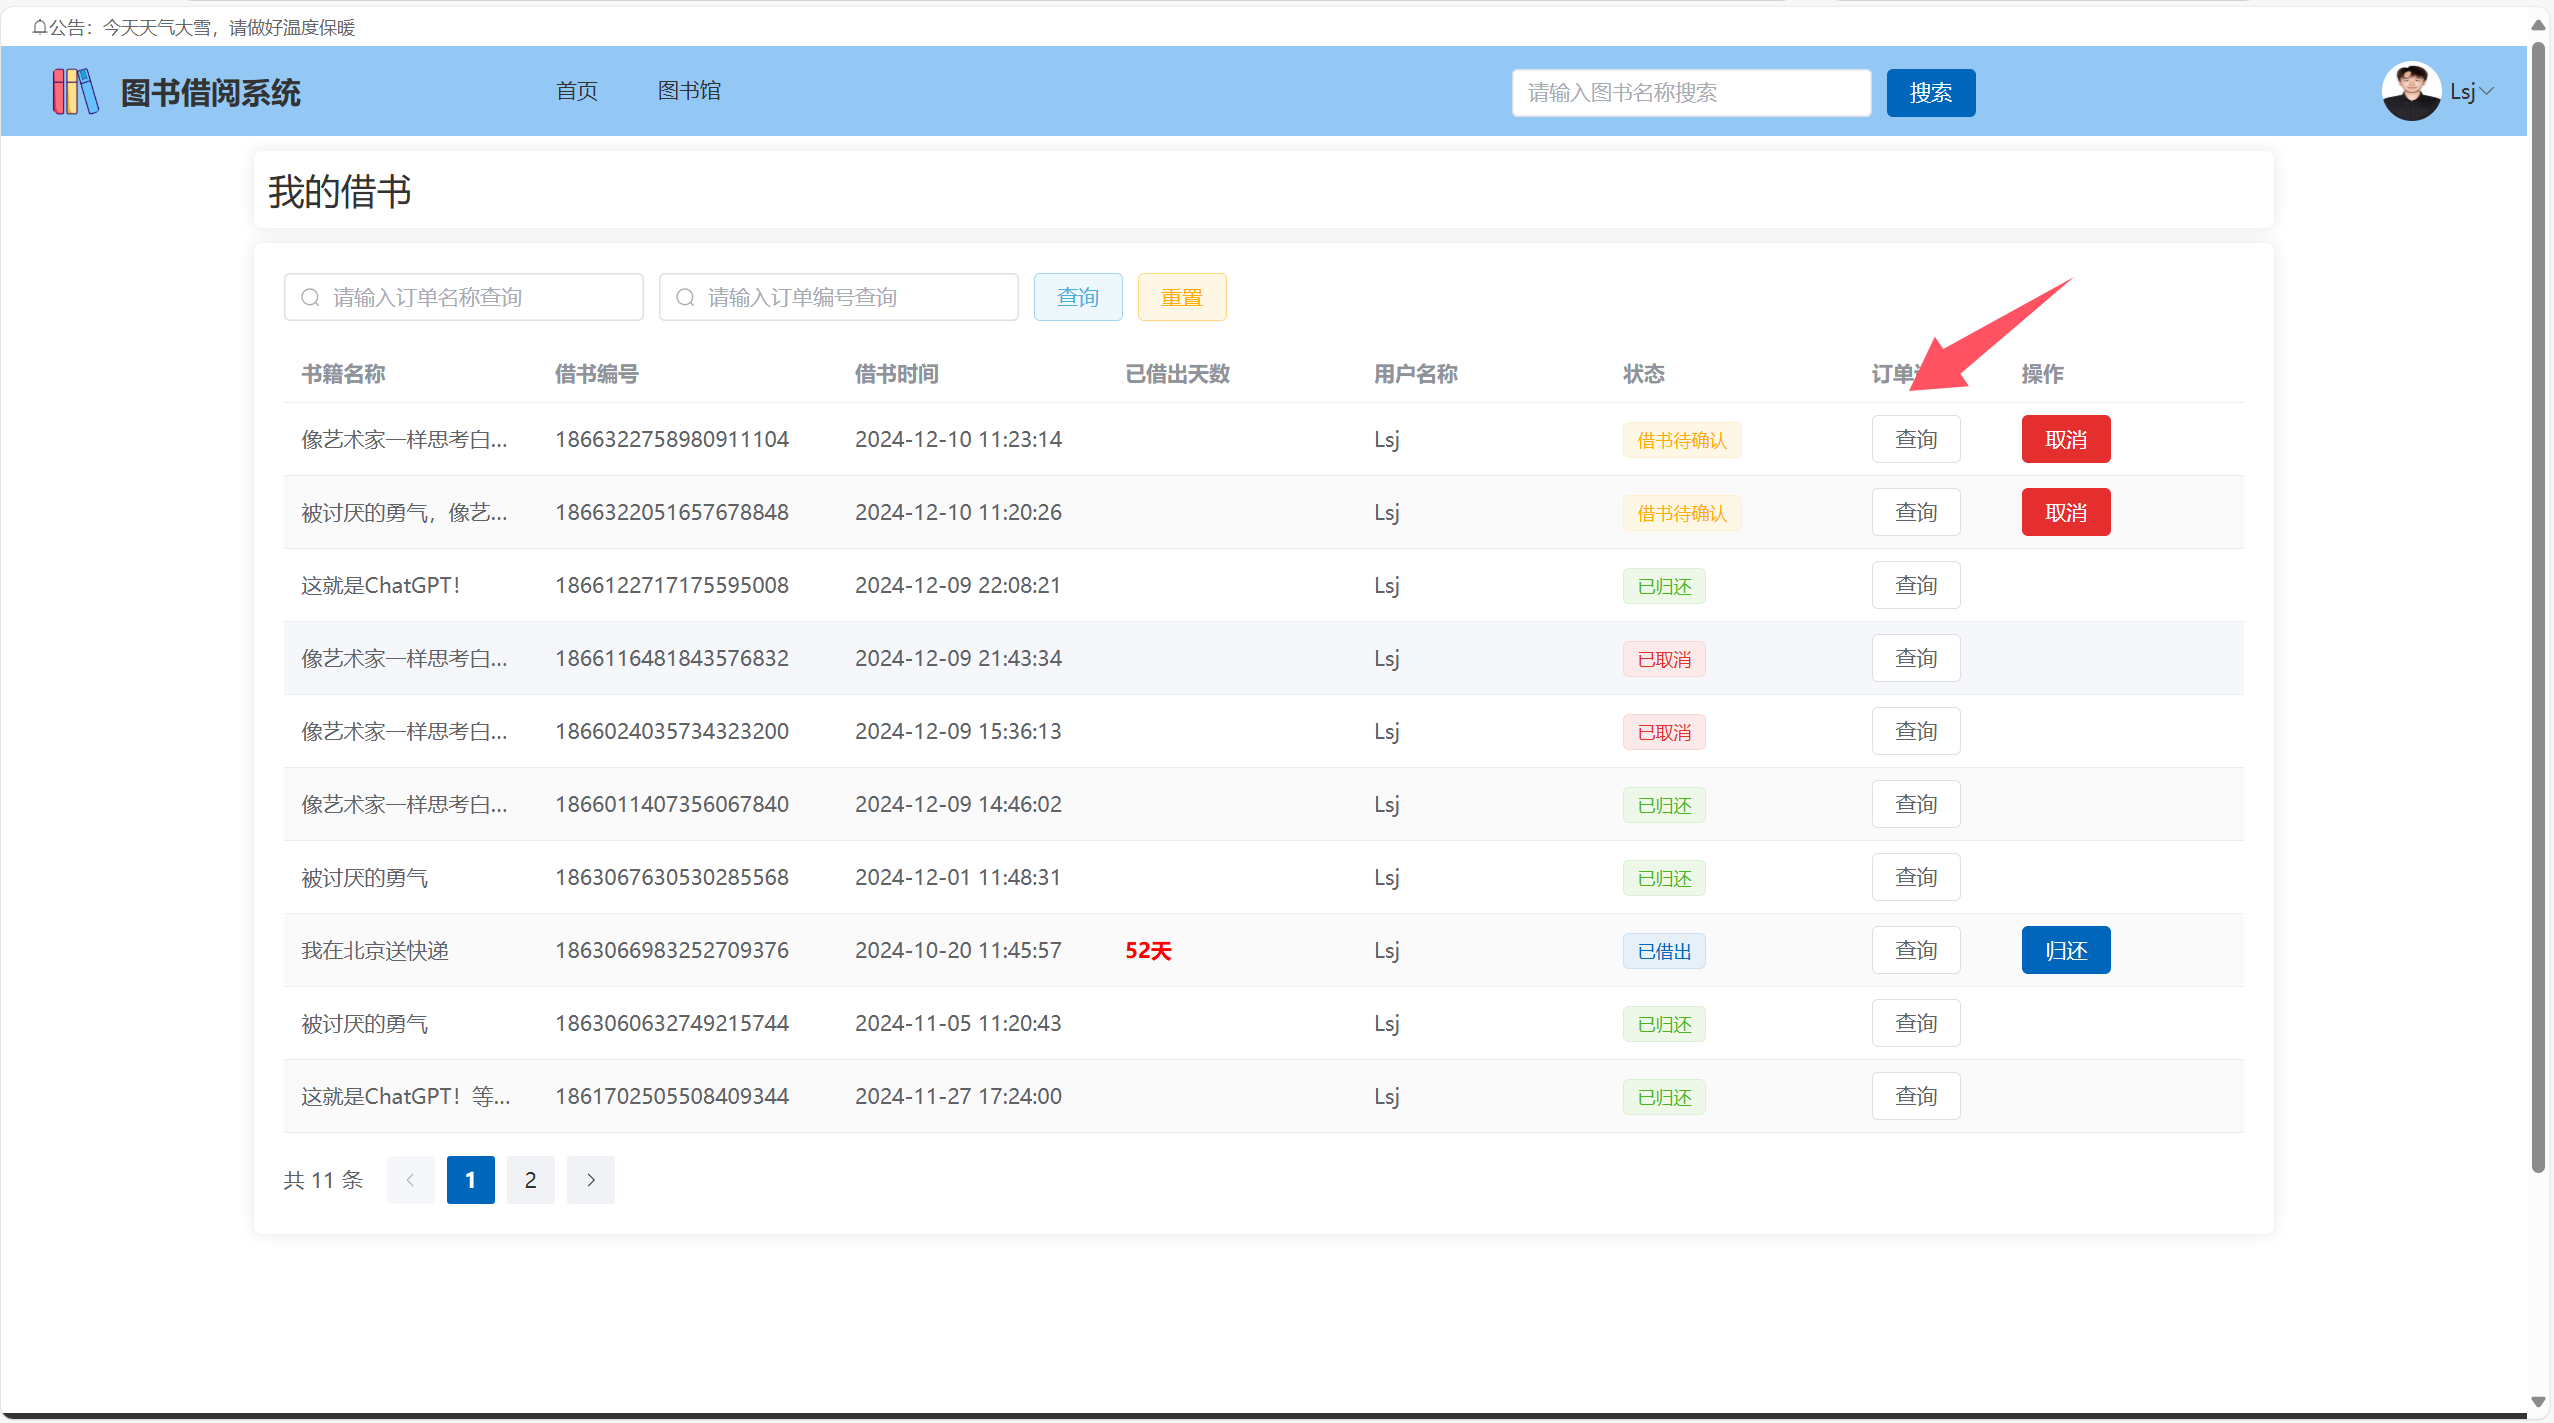 公告：今天天气大雪，请做好温度保暖
图书借阅系统 首页 图书馆 请输入图书名称搜索 搜索 Lsj
我的借书
请输入订单名称查询 请输入订单编号查询 查询 重置
书籍名称 借书编号 借书时间 已借出天数 用户名称 状态 订单 操作
像艺术家一样思考白... 1866322758980911104 2024-12-10 11:23:14 Lsj 借书待确认 查询 取消
被讨厌的勇气，像艺... 1866322051657678848 2024-12-10 11:20:26 Lsj 借书待确认 查询 取消
这就是ChatGPT！ 1866122717175595008 2024-12-09 22:08:21 Lsj 已归还 查询
像艺术家一样思考白... 1866116481843576832 2024-12-09 21:43:34 Lsj 已取消 查询
像艺术家一样思考白... 1866024035734323200 2024-12-09 15:36:13 Lsj 已取消 查询
像艺术家一样思考白... 1866011407356067840 2024-12-09 14:46:02 Lsj 已归还 查询
被讨厌的勇气 1863067630530285568 2024-12-01 11:48:31 Lsj 已归还 查询
我在北京送快递 1863066983252709376 2024-10-20 11:45:57 52天 Lsj 已借出 查询 归还
被讨厌的勇气 1863060632749215744 2024-11-05 11:20:43 Lsj 已归还 查询
这就是ChatGPT！等... 1861702505508409344 2024-11-27 17:24:00 Lsj 已归还 查询
共 11 条 1 2